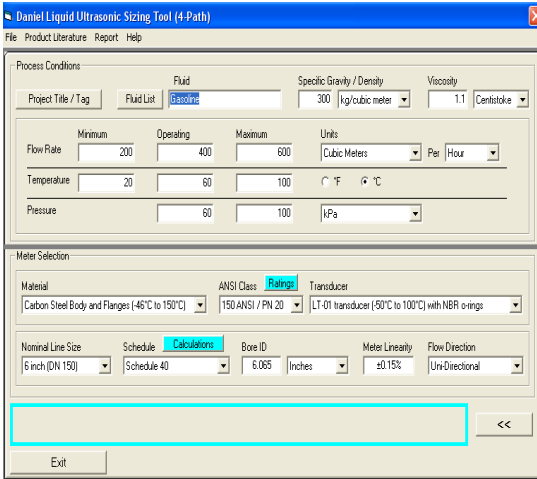 Daniel Liquid Ultrasonic Sizing Tool (4-Path)
File Product Literature Report Help
Process Conditions
Fluid Specific Gravity / Density Viscosity
Project Title / Tag Fluid List Gasoline 300 kg/cubic meter 1.1 Centistoke
Minimum Operating Maximum Units
Flow Rate 200 400 600 Cubic Meters Per Hour
Temperature 20 60 100 °F °C
Pressure 60 100 kPa
Meter Selection
Material ANSI Class Ratings Transducer
Carbon Steel Body and Flanges (-46°C to 150°C) 150 ANSI / PN 20 LT-01 transducer (-50°C to 100°C) with NBR o-rings
Nominal Line Size Schedule Calculations Bore ID Meter Linearity Flow Direction
6 inch (DN 150) Schedule 40 6.065 Inches ±0.15% Uni-Directional
<<
Exit